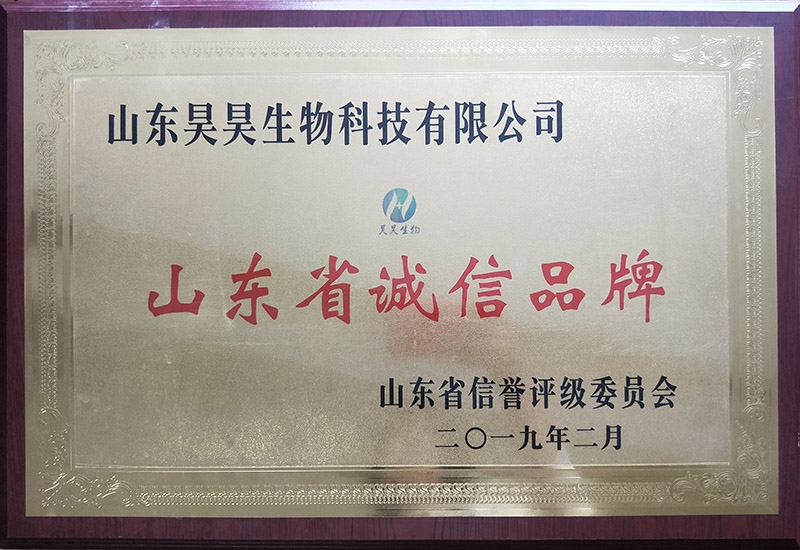 山东昊昊生物科技有限公司
昊昊生物
山东省诚信品牌
山东省信誉评级委员会
二〇一九年二月